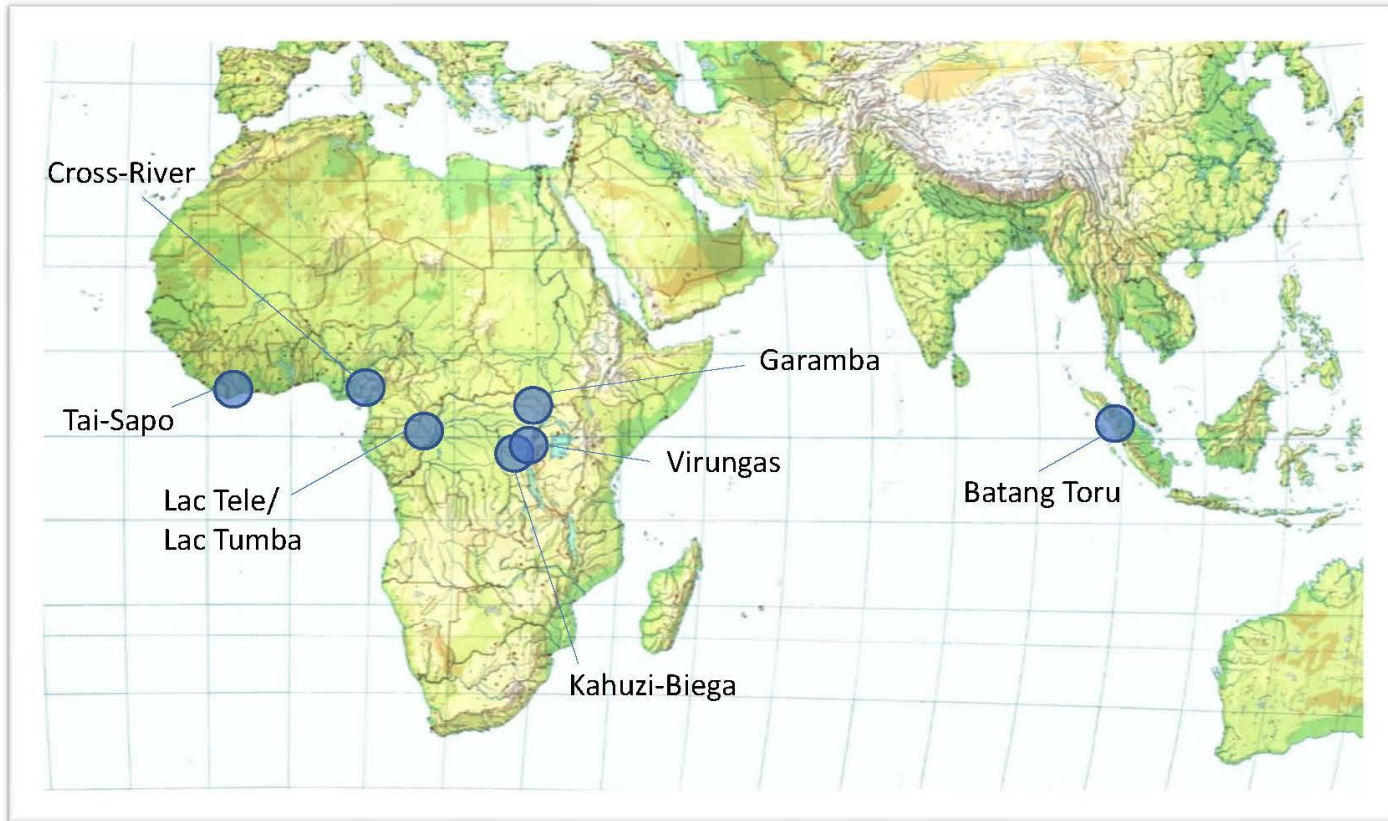 Cross-River
Garamba
Tai-Sapo
Virungas
Batang Toru
Lac Tele/
Lac Tumba
Kahuzi-Biega